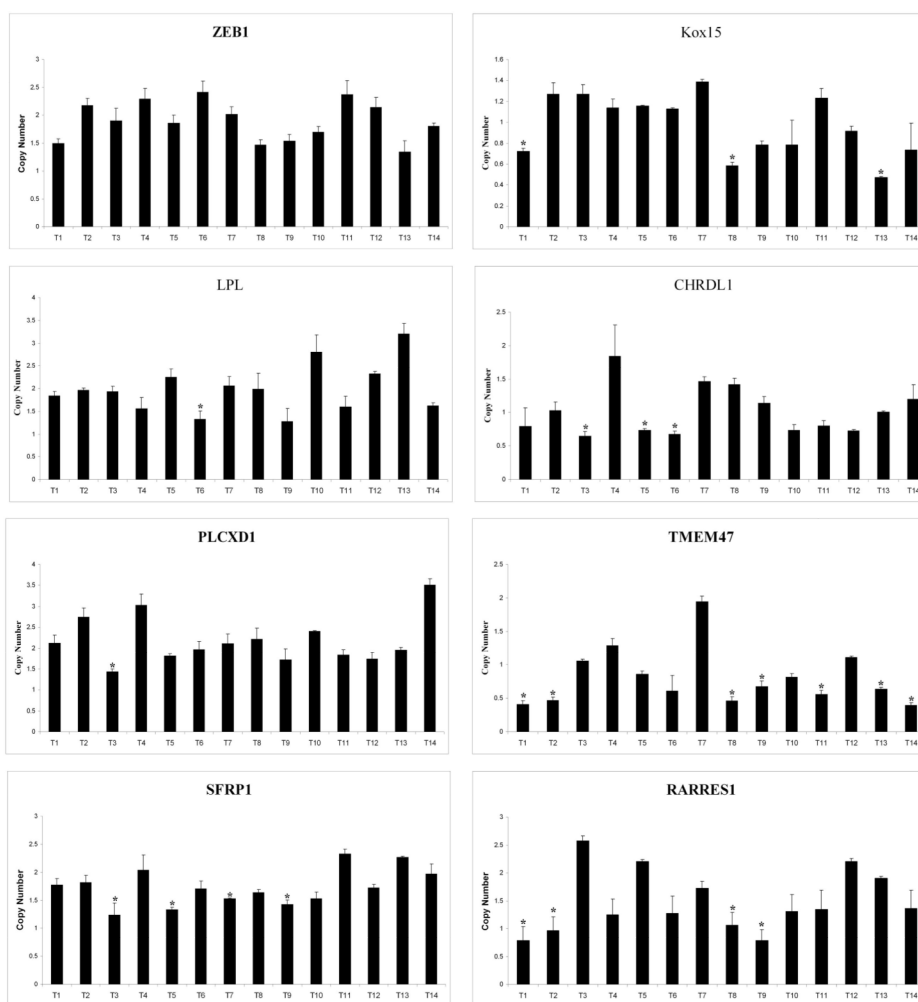 ZEB1
3
2.5
2
1.5
1
0.5
0
Copy Number
T1 T2 T3 T4 T5 T6 T7 T8 T9 T10 T11 T12 T13 T14
Kox15
1.6
1.4
1.2
1
0.8
0.6
0.4
0.2
0
Copy Number
* * *
T1 T2 T3 T4 T5 T6 T7 T8 T9 T10 T11 T12 T13 T14
LPL
4
3.5
3
2.5
2
1.5
1
0.5
0
Copy Number
*
T1 T2 T3 T4 T5 T6 T7 T8 T9 T10 T11 T12 T13 T14
CHRDL1
2.5
2
1.5
1
0.5
0
Copy Number
* * *
T1 T2 T3 T4 T5 T6 T7 T8 T9 T10 T11 T12 T13 T14
PLCXD1
4
3.5
3
2.5
2
1.5
1
0.5
0
Copy Number
*
T1 T2 T3 T4 T5 T6 T7 T8 T9 T10 T11 T12 T13 T14
TMEM47
2.5
2
1.5
1
0.5
0
Copy Number
* * * * * * *
T1 T2 T3 T4 T5 T6 T7 T8 T9 T10 T11 T12 T13 T14
SFRP1
3
2.5
2
1.5
1
0.5
0
Copy Number
* * * *
T1 T2 T3 T4 T5 T6 T7 T8 T9 T10 T11 T12 T13 T14
RARRES1
3
2.5
2
1.5
1
0.5
0
Copy Number
* * * *
T1 T2 T3 T4 T5 T6 T7 T8 T9 T10 T11 T12 T13 T14